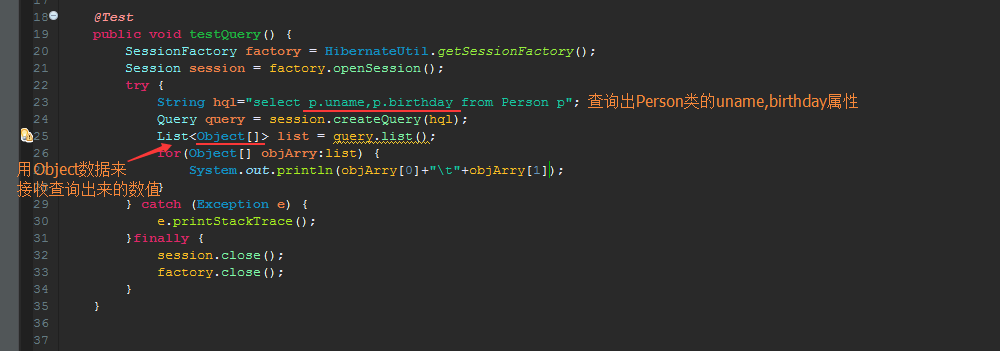 17
18 @Test
19 public void testQuery() {
20 SessionFactory factory = HibernateUtil.getSessionFactory();
21 Session session = factory.openSession();
22 try {
23 String hql="select p.uname,p.birthday from Person p"; 查询出Person类的uname,birthday属性
24 Query query = session.createQuery(hql);
25 List<Object[]> list = query.list();
26 for(Object[] objArry:list) {
用Object数据来 System.out.println(objArry[0]+"\t"+objArry[1]);
接收查询出来的数值 }
29 } catch (Exception e) {
30 e.printStackTrace();
31 }finally {
32 session.close();
33 factory.close();
34 }
35 }
36
37